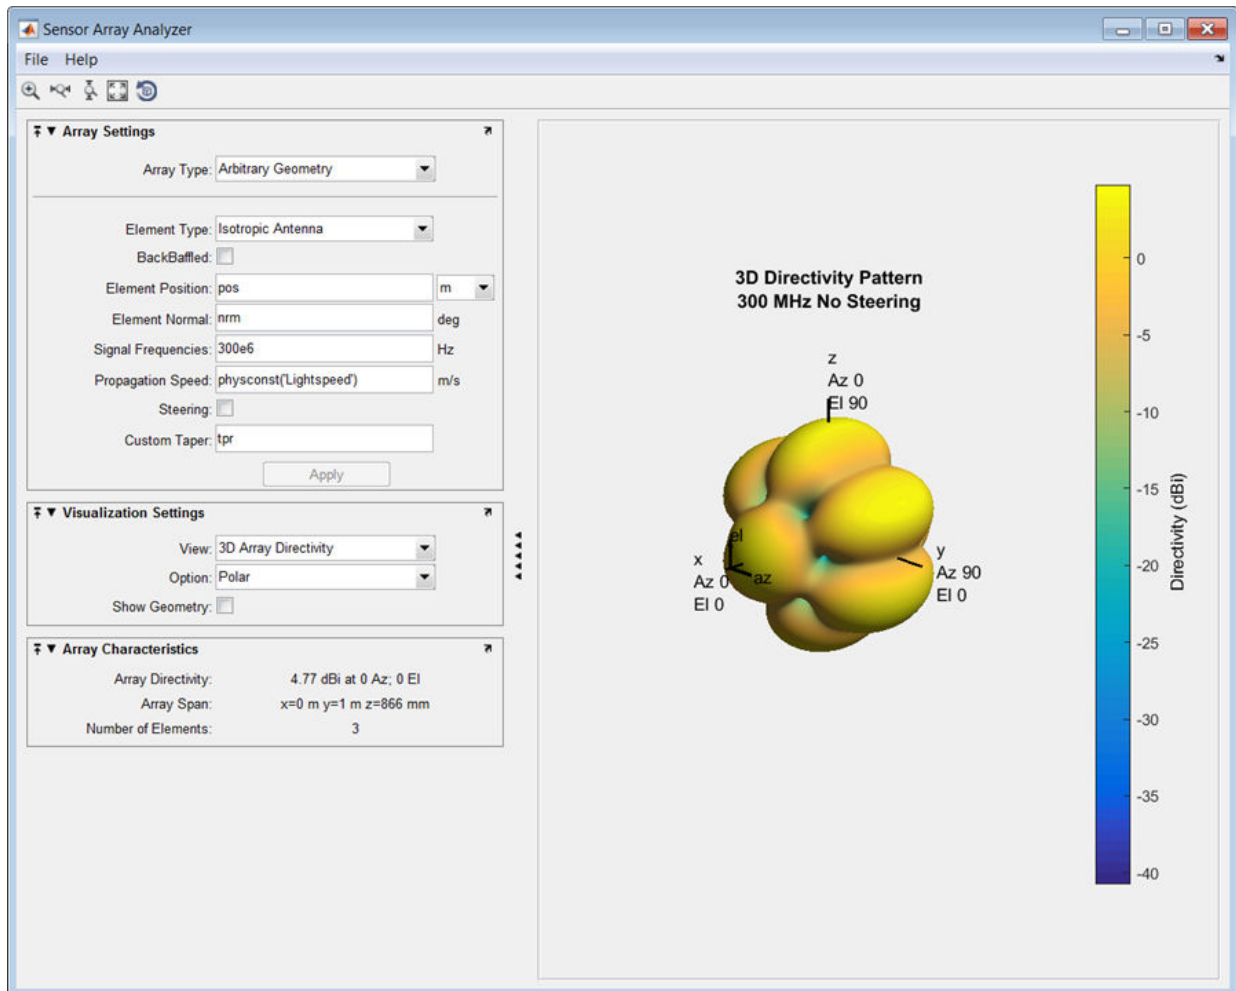 Sensor Array Analyzer
File Help
Array Settings
Array Type: Arbitrary Geometry
Element Type: Isotropic Antenna
BackBaffled:
Element Position: pos m
Element Normal: nrm deg
Signal Frequencies: 300e6 Hz
Propagation Speed: physconst('Lightspeed') m/s
Steering:
Custom Taper: tpr
Apply
Visualization Settings
View: 3D Array Directivity
Option: Polar
Show Geometry:
Array Characteristics
Array Directivity: 4.77 dBi at 0 Az; 0 El
Array Span: x=0 m y=1 m z=866 mm
Number of Elements: 3
3D Directivity Pattern
300 MHz No Steering
z
Az 0
El 90
el
az
x
Az 0
El 0
y
Az 90
El 0
0
-5
-10
-15
-20
-25
-30
-35
-40
Directivity (dBi)